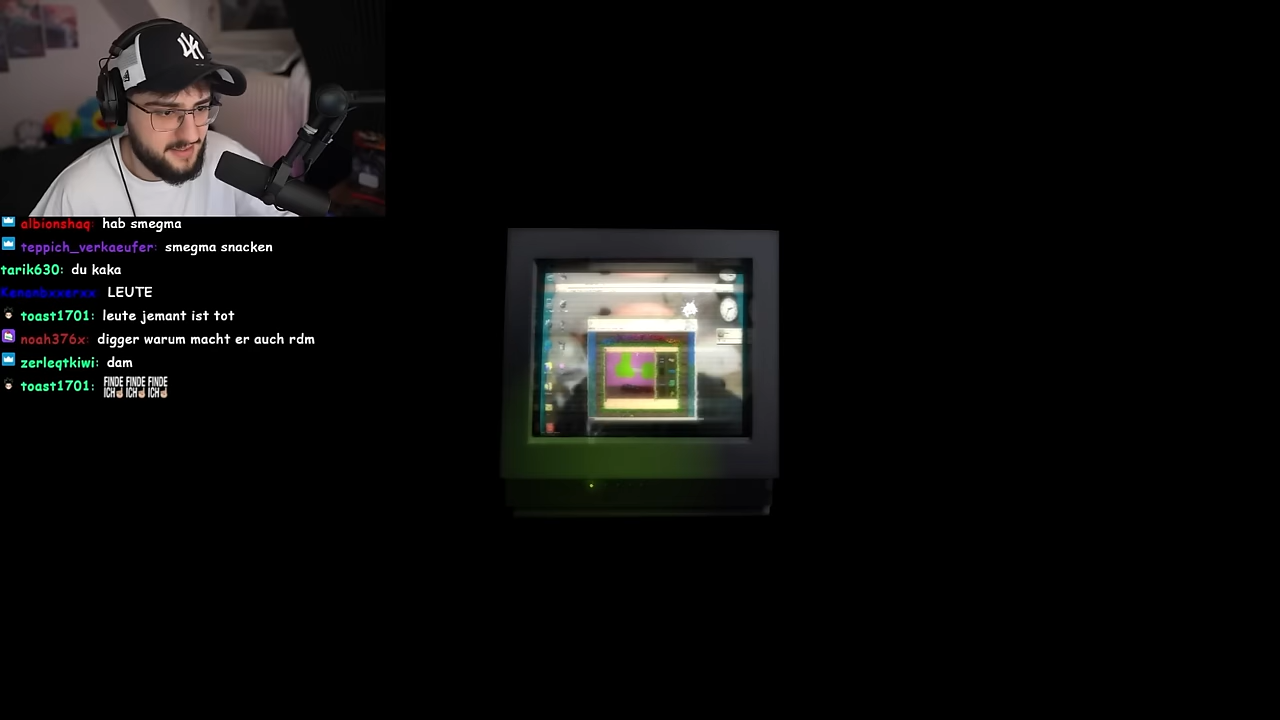 albionshaq: hab smegma
teppich_verkaeufer: smegma snacken
tarik630: du kaka
LEUTE
toast1701: leute jemant ist tot
noah376x: digger warum macht er auch rdm
zerleqtkiwi: dam
toast1701: FINDE ICH FINDE ICH FINDE ICH